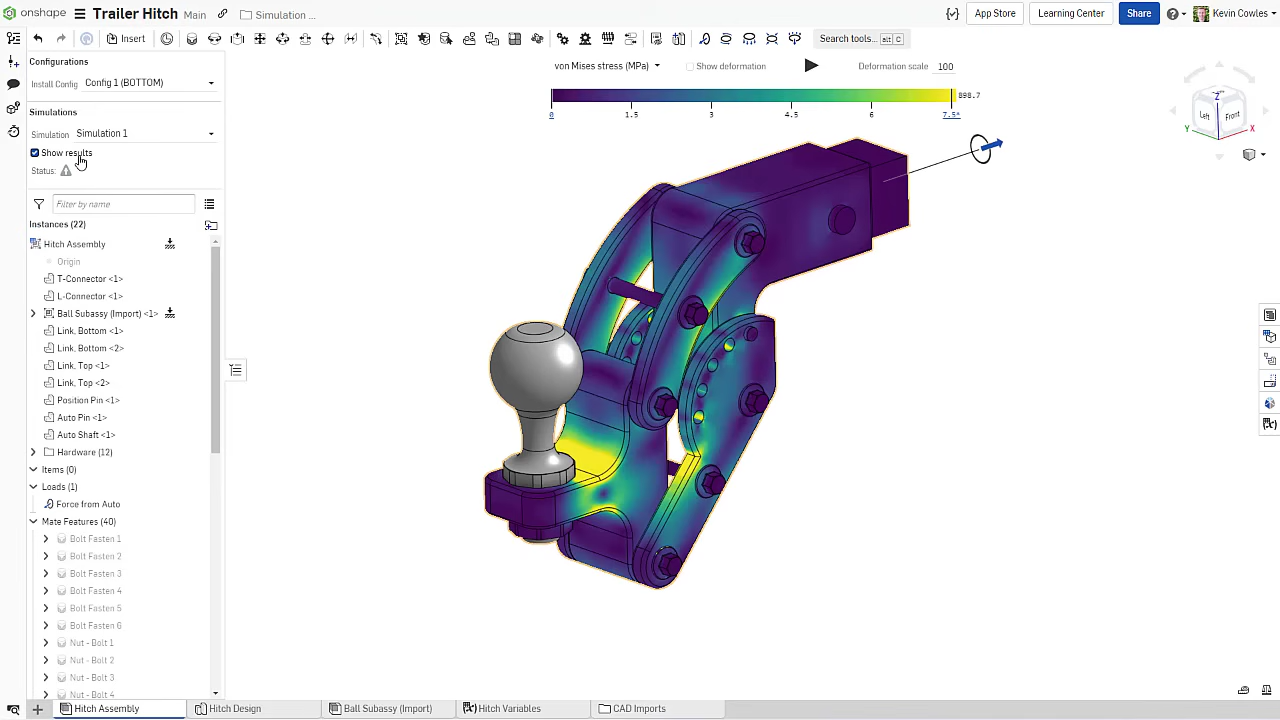 onshape
Trailer Hitch Main Simulation ...
App Store Learning Center Share Kevin Cowles
Insert Search tools... alt C
Configurations
Install Config Config 1 (BOTTOM)
Simulations
Simulation Simulation 1
Show results
Status:
Filter by name
Instances (22)
Hitch Assembly
Origin
T-Connector <1>
L-Connector <1>
Ball Subassy (Import) <1>
Link, Bottom <1>
Link, Bottom <2>
Link, Top <1>
Link, Top <2>
Position Pin <1>
Auto Pin <1>
Auto Shaft <1>
Hardware (12)
Items (0)
Loads (1)
Force from Auto
Mate Features (40)
Bolt Fasten 1
Bolt Fasten 2
Bolt Fasten 3
Bolt Fasten 4
Bolt Fasten 5
Bolt Fasten 6
Nut - Bolt 1
Nut - Bolt 2
Nut - Bolt 3
Nut - Bolt 4
von Mises stress (MPa) Show deformation Deformation scale 100
898.7
0 1.5 3 4.5 6 7.5*
Z
Left Front
Y X
Hitch Assembly Hitch Design Ball Subassy (Import) Hitch Variables CAD Imports